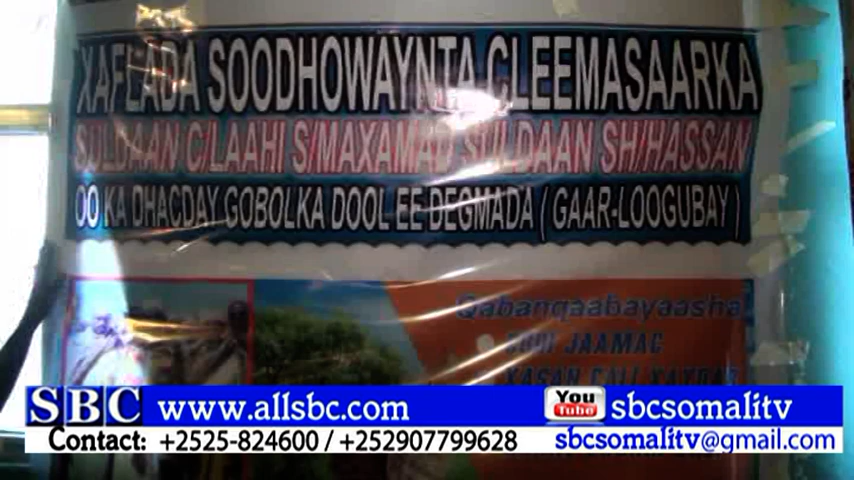 XAFLADA SOODHOWAYNTA CLEEMASAARKA
SULDAAN C/LAAHI S/MAXAMAD SULDAAN SH/HASSAN
OO KA DHACDAY GOBOLKA DOOL EE DEGMADA ( GAAR-LOOGUBAY )
Qabanqaabayaasha
JAAMAC
XASAN
SBC www.allsbc.com You Tube sbcsomalitv
Contact: +2525-824600 / +252907799628 sbcsomalitv@gmail.com